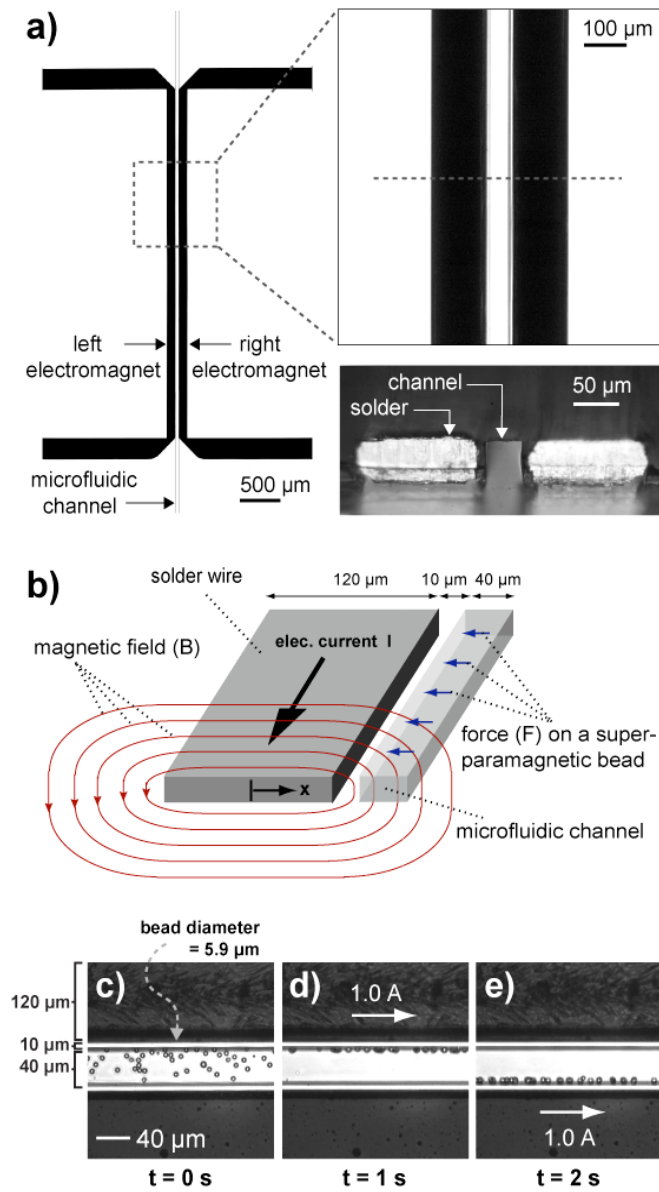 a)
100 µm
left
electromagnet
right
electromagnet
microfluidic
channel
500 µm
channel
solder
50 µm
b)
solder wire
120 µm
10 µm
40 µm
magnetic field (B)
elec. current I
force (F) on a super-
paramagnetic bead
x
microfluidic channel
bead diameter
= 5.9 µm
120 µm
10 µm
40 µm
c)
40 µm
t = 0 s
d)
1.0 A
t = 1 s
e)
1.0 A
t = 2 s